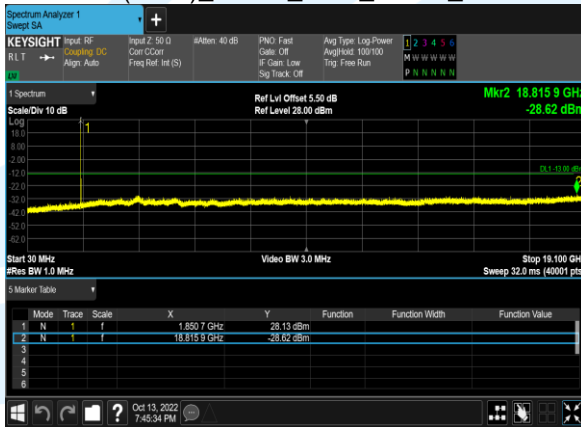 Spectrum Analyzer 1
Swept SA
+
KEYSIGHT Input: RF Input Z: 50 Ω #Atten: 40 dB PNO: Fast Avg Type: Log-Power 1 2 3 4 5 6
RLT Coupling: DC Corr CCorr Gate: Off Avg|Hold: 100/100 M W W W W W
Align: Auto Freq Ref: Int (S) IF Gain: Low Trig: Free Run P N N N N N
Sig Track: Off
1 Spectrum Ref Lvl Offset 5.50 dB Mkr2 18.815 9 GHz
Scale/Div 10 dB Ref Level 28.00 dBm -28.62 dBm
Log
18.0
8.00
-2.00
-12.0
-22.0
-32.0
-42.0
-52.0
-62.0
1
DL1 -13.00 dBm
Start 30 MHz Video BW 3.0 MHz Stop 19.100 GHz
#Res BW 1.0 MHz Sweep 32.0 ms (40001 pts)
5 Marker Table
Mode Trace Scale X Y Function Function Width Function Value
1 N 1 f 1.850 7 GHz 28.13 dBm
2 N 1 f 18.815 9 GHz -28.62 dBm
3
4
5
6
? Oct 13, 2022
7:45:34 PM